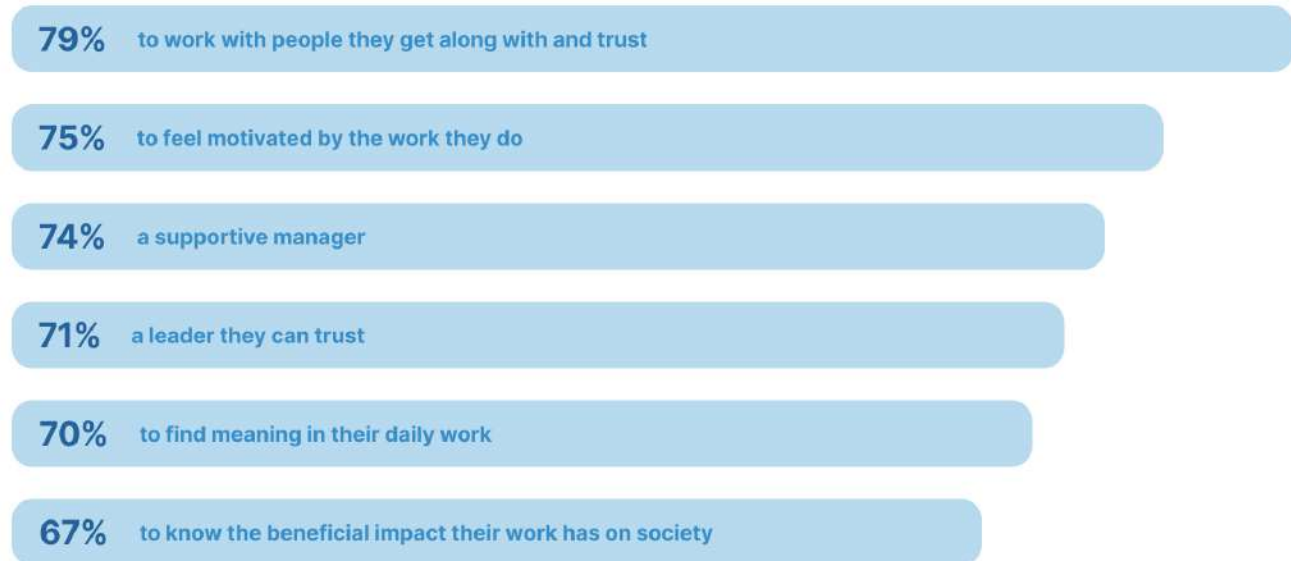 79% to work with people they get along with and trust
75% to feel motivated by the work they do
74% a supportive manager
71% a leader they can trust
70% to find meaning in their daily work
67% to know the beneficial impact their work has on society